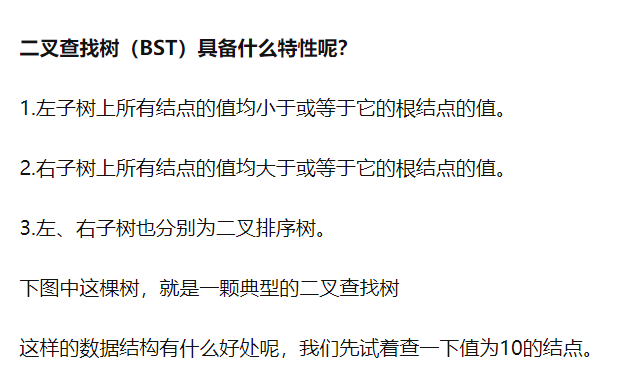 二叉查找树（BST）具备什么特性呢？
1.左子树上所有结点的值均小于或等于它的根结点的值。
2.右子树上所有结点的值均大于或等于它的根结点的值。
3.左、右子树也分别为二叉排序树。
下图中这棵树，就是一颗典型的二叉查找树
这样的数据结构有什么好处呢，我们先试着查一下值为10的结点。